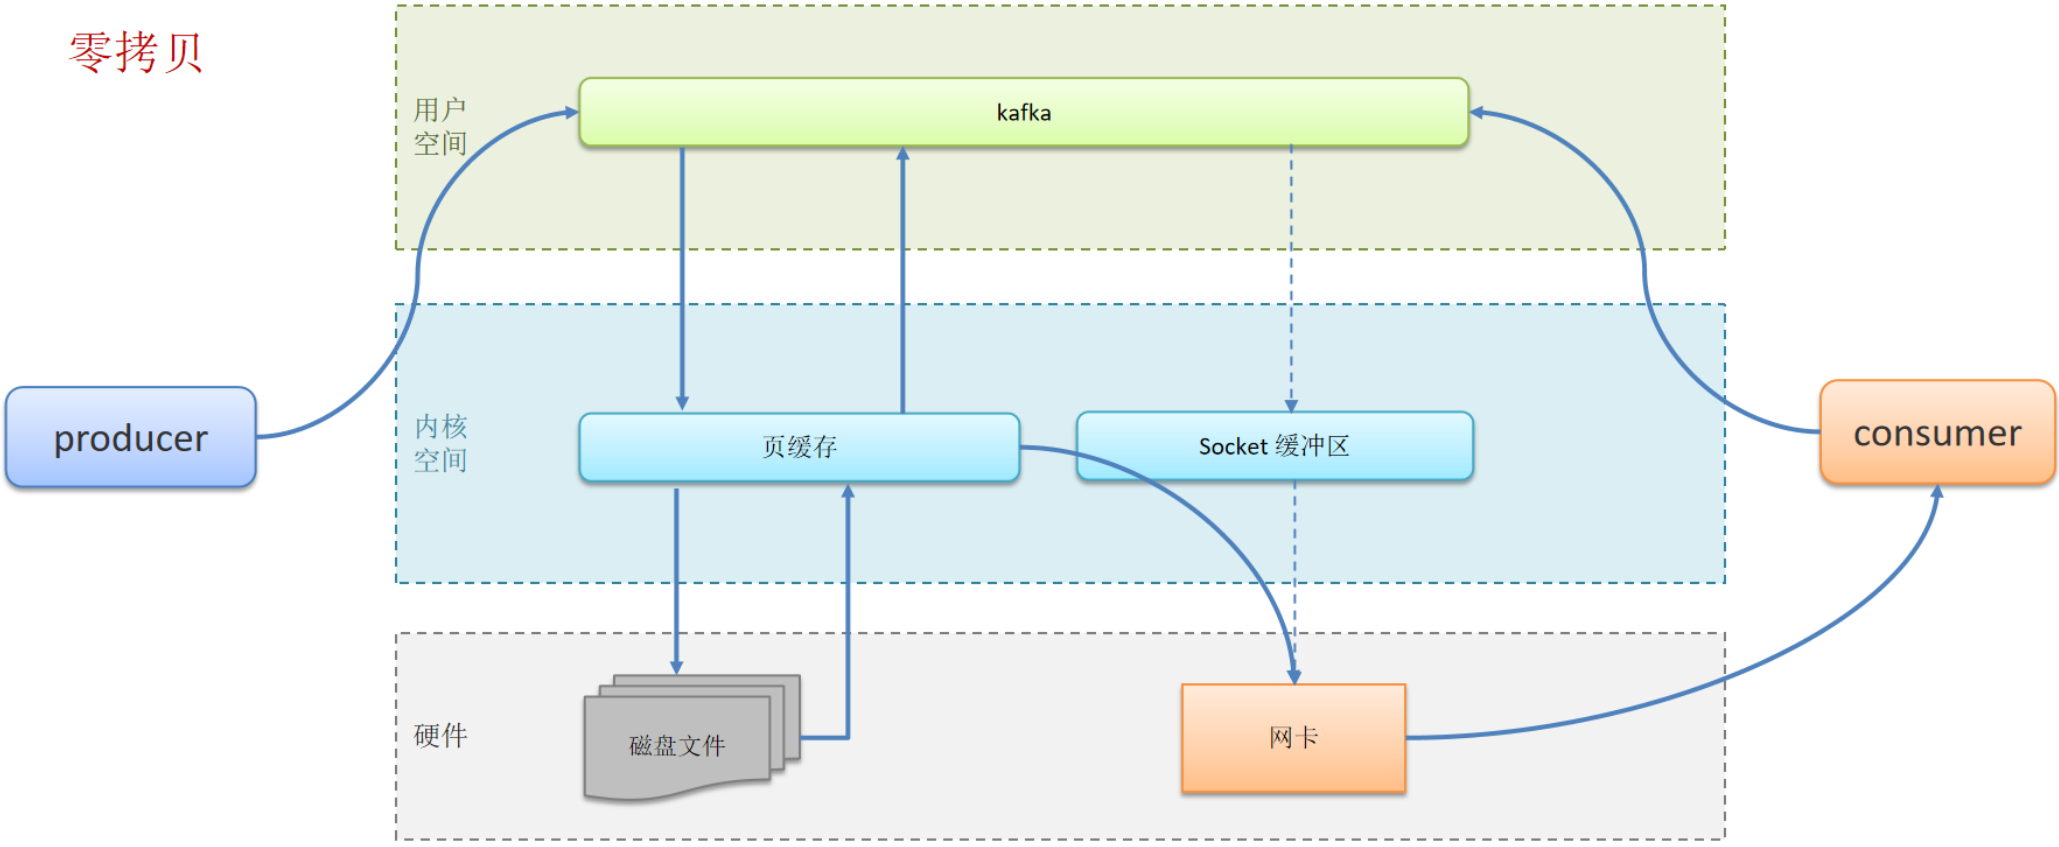 零拷贝
用户
空间
kafka
producer
内核
空间
页缓存
Socket 缓冲区
consumer
硬件
磁盘文件
网卡